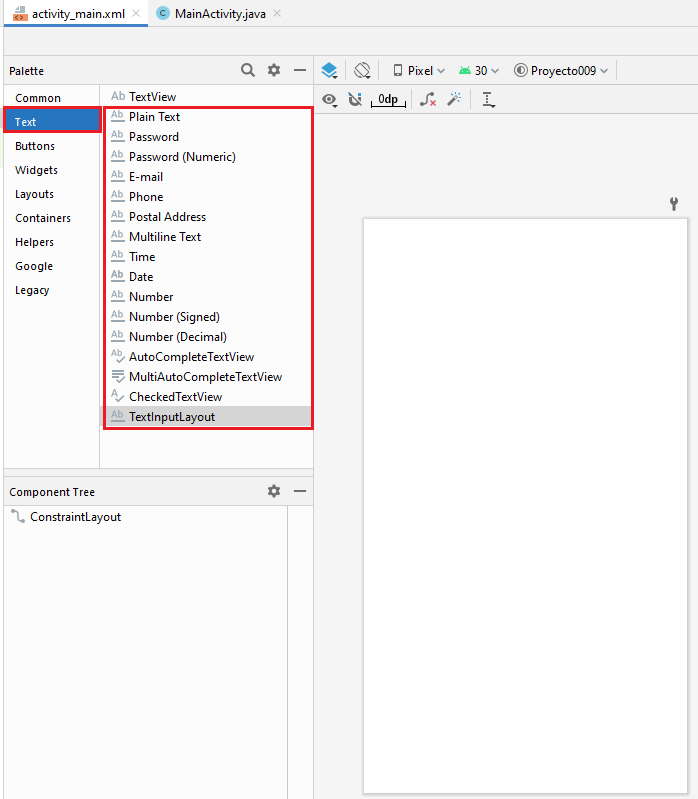 activity_main.xml MainActivity.java
Palette
Pixel 30 Proyecto009
0dp
Common
Text
Buttons
Widgets
Layouts
Containers
Helpers
Google
Legacy
Ab TextView
Ab Plain Text
Ab Password
Ab Password (Numeric)
Ab E-mail
Ab Phone
Ab Postal Address
Ab Multiline Text
Ab Time
Ab Date
Ab Number
Ab Number (Signed)
Ab Number (Decimal)
Ab AutoCompleteTextView
MultiAutoCompleteTextView
A CheckedTextView
Ab TextInputLayout
Component Tree
ConstraintLayout